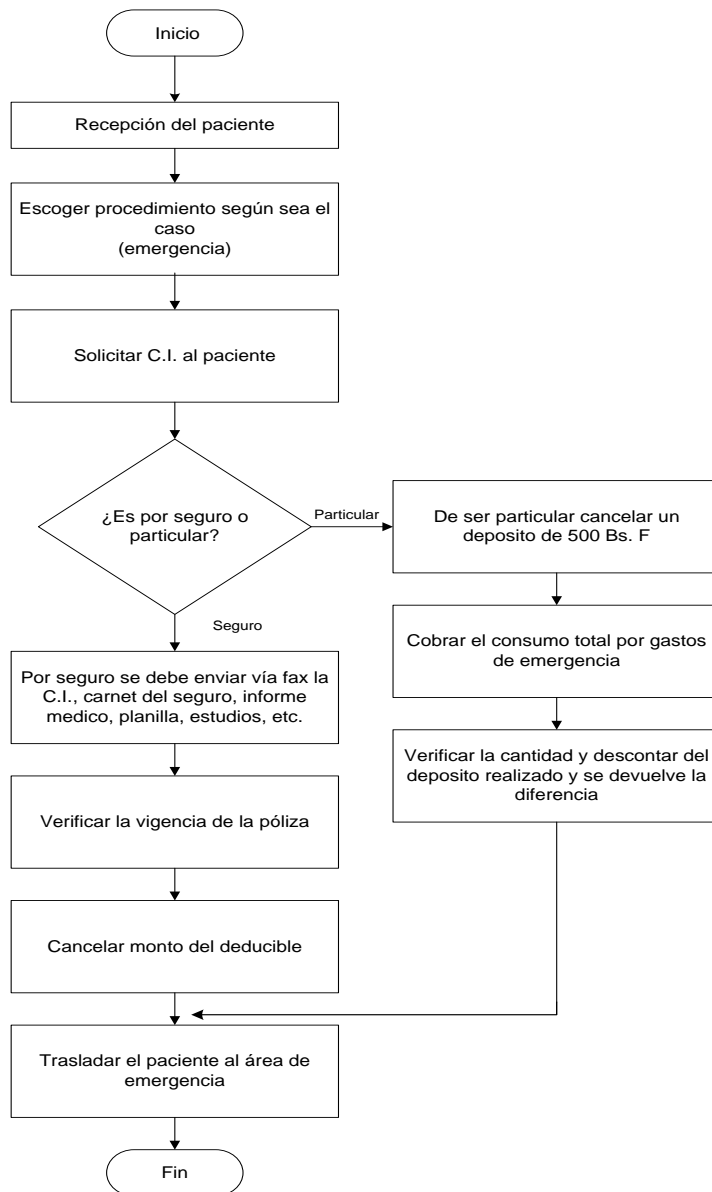 Inicio
Recepción del paciente
Escoger procedimiento según sea el
caso
(emergencia)
Solicitar C.I. al paciente
¿Es por seguro o
particular?
Particular
De ser particular cancelar un
deposito de 500 Bs. F
Seguro
Cobrar el consumo total por gastos
de emergencia
Por seguro se debe enviar vía fax la
C.I., carnet del seguro, informe
medico, planilla, estudios, etc.
Verificar la cantidad y descontar del
deposito realizado y se devuelve la
diferencia
Verificar la vigencia de la póliza
Cancelar monto del deducible
Trasladar el paciente al área de
emergencia
Fin